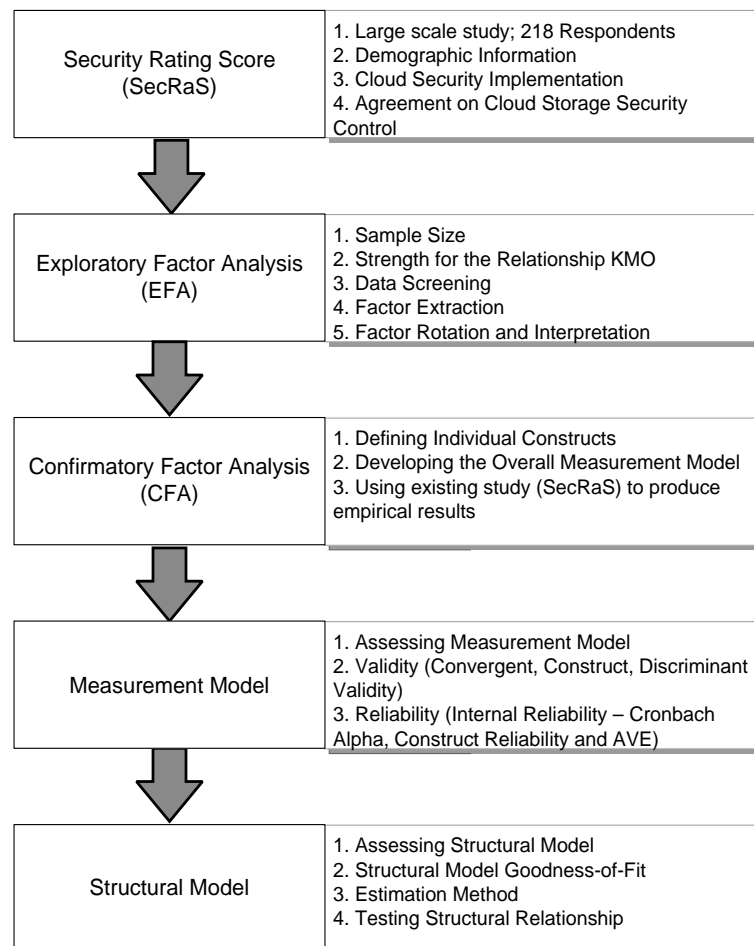 Security Rating Score
(SecRaS)
1. Large scale study; 218 Respondents
2. Demographic Information
3. Cloud Security Implementation
4. Agreement on Cloud Storage Security
Control
Exploratory Factor Analysis
(EFA)
1. Sample Size
2. Strength for the Relationship KMO
3. Data Screening
4. Factor Extraction
5. Factor Rotation and Interpretation
Confirmatory Factor Analysis
(CFA)
1. Defining Individual Constructs
2. Developing the Overall Measurement Model
3. Using existing study (SecRaS) to produce
empirical results
Measurement Model
1. Assessing Measurement Model
2. Validity (Convergent, Construct, Discriminant
Validity)
3. Reliability (Internal Reliability – Cronbach
Alpha, Construct Reliability and AVE)
Structural Model
1. Assessing Structural Model
2. Structural Model Goodness-of-Fit
3. Estimation Method
4. Testing Structural Relationship